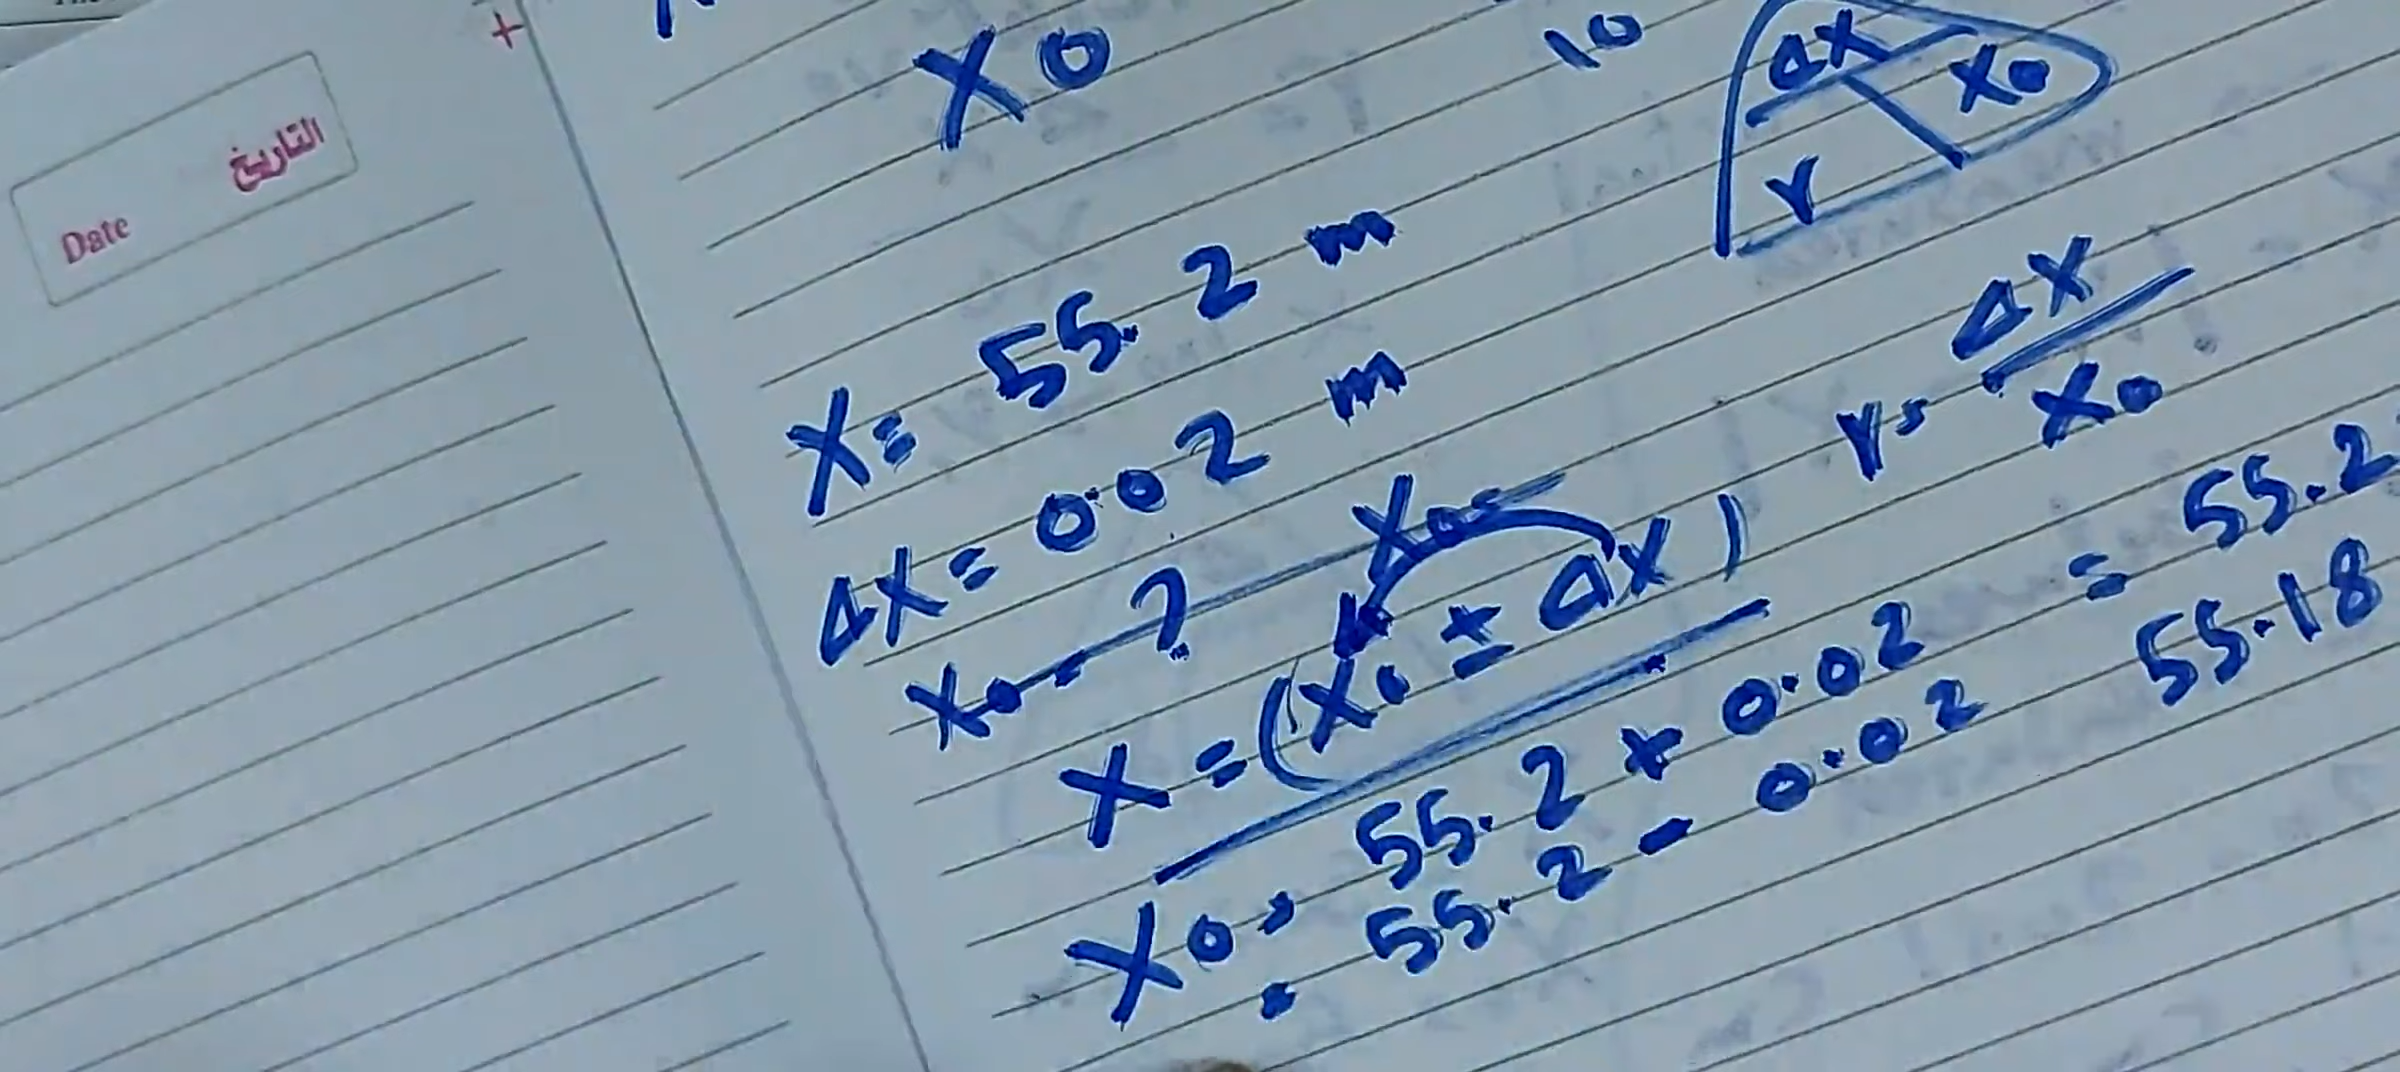 التاريخ
Date
X0
10
Δx
x0
r
X = 55.2 m
ΔX = 0.02 m
r = Δx / x0
X0 = ?
X0 =
X = (X0 ± ΔX)
X0 = 55.2 + 0.02 = 55.2
= 55.2 - 0.02 55.18